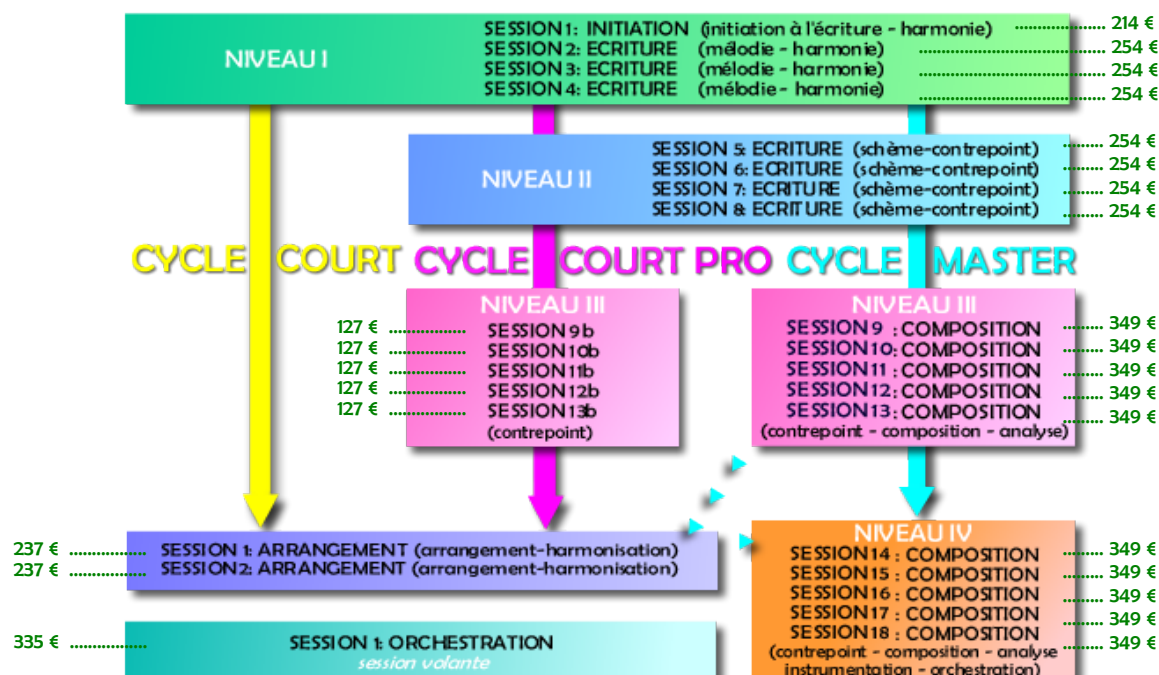 NIVEAU I
SESSION 1: INITIATION (initiation à l'écriture - harmonie) ................... 214 €
SESSION 2: ECRITURE (mélodie - harmonie) ................... 254 €
SESSION 3: ECRITURE (mélodie - harmonie) ................... 254 €
SESSION 4: ECRITURE (mélodie - harmonie) ................... 254 €
NIVEAU II
SESSION 5: ECRITURE (schème-contrepoint) ......... 254 €
SESSION 6: ECRITURE (schème-contrepoint) ......... 254 €
SESSION 7: ECRITURE (schème-contrepoint) ......... 254 €
SESSION 8: ECRITURE (schème-contrepoint) ......... 254 €
CYCLE COURT
CYCLE COURT PRO
CYCLE MASTER
NIVEAU III
127 € ................ SESSION 9b
127 € ................ SESSION 10b
127 € ................ SESSION 11b
127 € ................ SESSION 12b
127 € ................ SESSION 13b
(contrepoint)
NIVEAU III
SESSION 9 : COMPOSITION ......... 349 €
SESSION 10: COMPOSITION ......... 349 €
SESSION 11 : COMPOSITION ......... 349 €
SESSION 12: COMPOSITION ......... 349 €
SESSION 13: COMPOSITION ......... 349 €
(contrepoint - composition - analyse)
237 € ................ SESSION 1: ARRANGEMENT (arrangement-harmonisation)
237 € ................ SESSION 2: ARRANGEMENT (arrangement-harmonisation)
NIVEAU IV
SESSION 14 : COMPOSITION ......... 349 €
SESSION 15 : COMPOSITION ......... 349 €
SESSION 16 : COMPOSITION ......... 349 €
SESSION 17 : COMPOSITION ......... 349 €
SESSION 18 : COMPOSITION ......... 349 €
(contrepoint - composition - analyse
instrumentation - orchestration)
335 € ................ SESSION 1: ORCHESTRATION
session volante